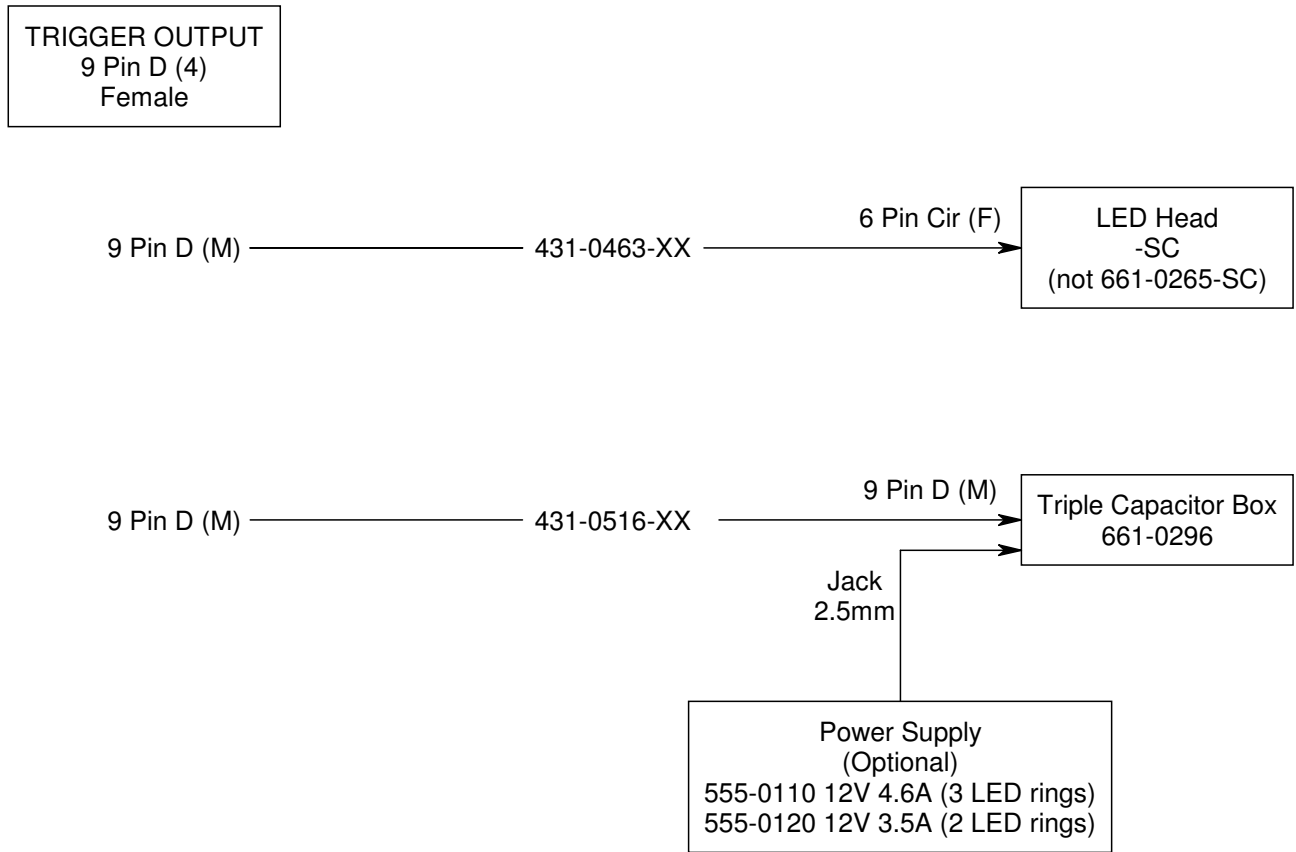 TRIGGER OUTPUT
9 Pin D (4)
Female
9 Pin D (M)
431-0463-XX
6 Pin Cir (F)
LED Head
-SC
(not 661-0265-SC)
9 Pin D (M)
431-0516-XX
9 Pin D (M)
Triple Capacitor Box
661-0296
Jack
2.5mm
Power Supply
(Optional)
555-0110 12V 4.6A (3 LED rings)
555-0120 12V 3.5A (2 LED rings)